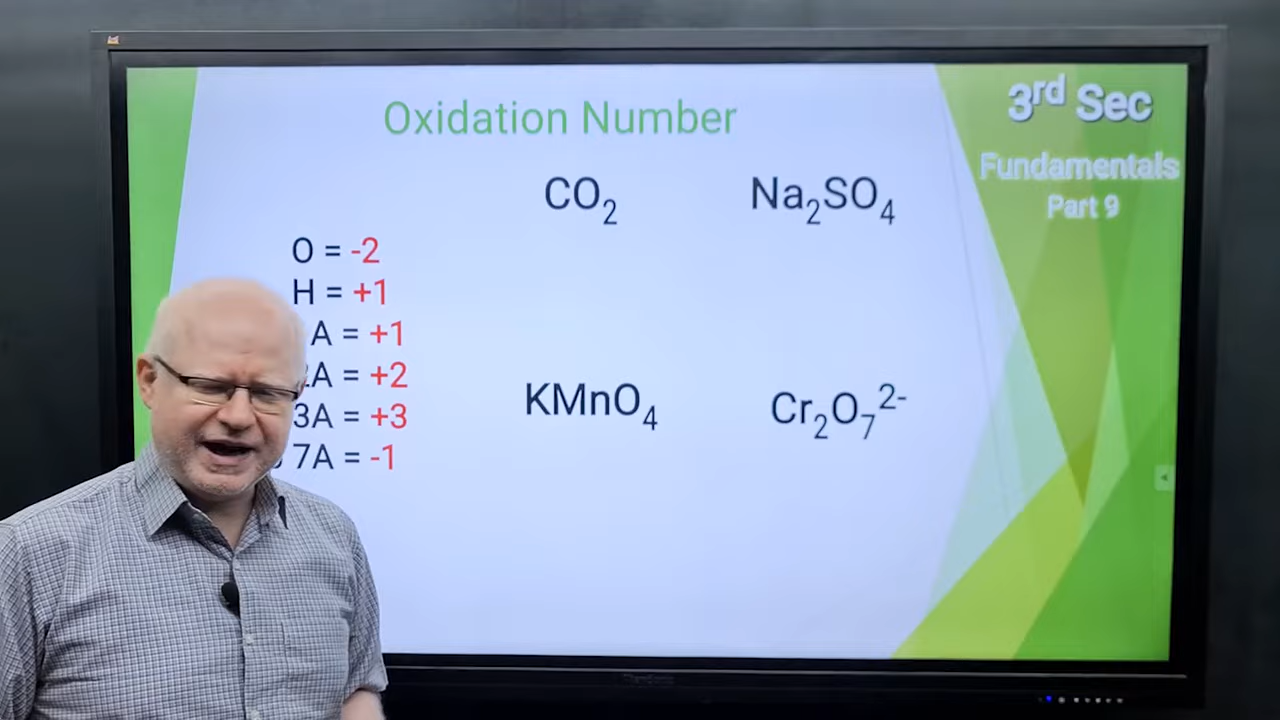 Oxidation Number
3rd Sec
Fundamentals
Part 9
CO2
Na2SO4
O = -2
H = +1
A = +1
A = +2
3A = +3
7A = -1
KMnO4
Cr2O7 2-